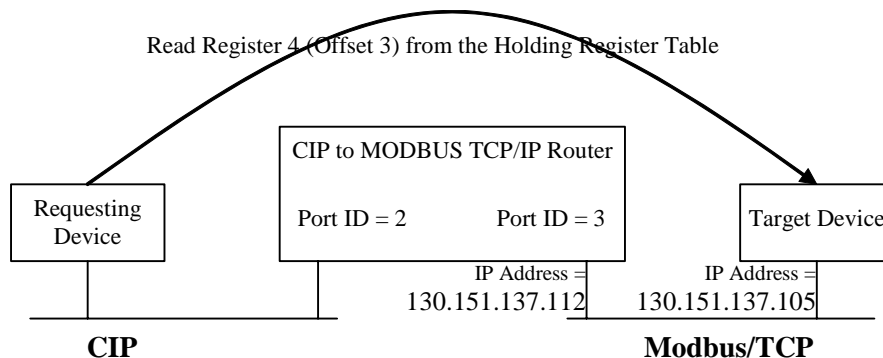 Read Register 4 (Offset 3) from the Holding Register Table
CIP to MODBUS TCP/IP Router
Requesting
Device
Port ID = 2
Port ID = 3
Target Device
IP Address =
130.151.137.112
IP Address =
130.151.137.105
CIP
Modbus/TCP